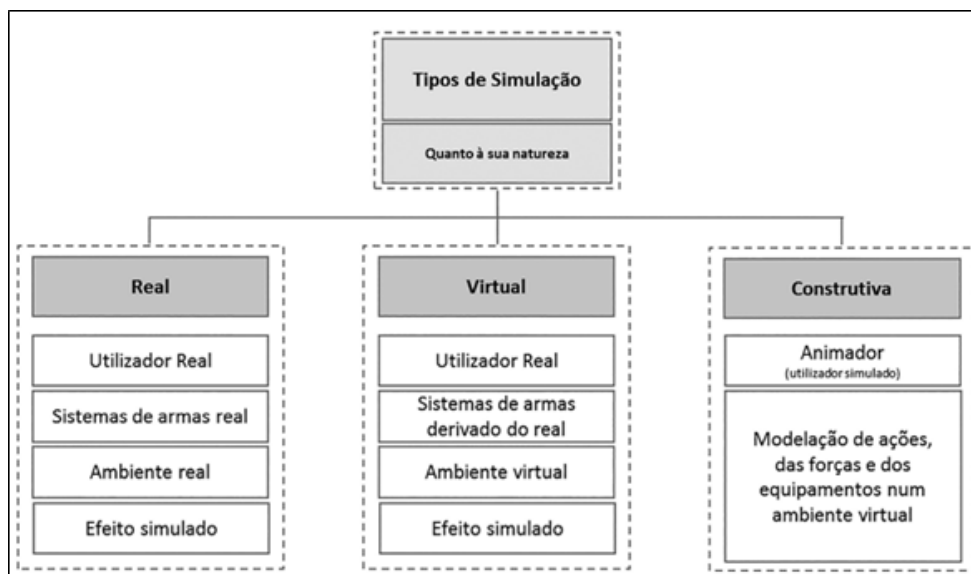 Tipos de Simulação
Quanto à sua natureza
Real
Utilizador Real
Sistemas de armas real
Ambiente real
Efeito simulado
Virtual
Utilizador Real
Sistemas de armas
derivado do real
Ambiente virtual
Efeito simulado
Construtiva
Animador
(utilizador simulado)
Modelação de ações,
das forças e dos
equipamentos num
ambiente virtual